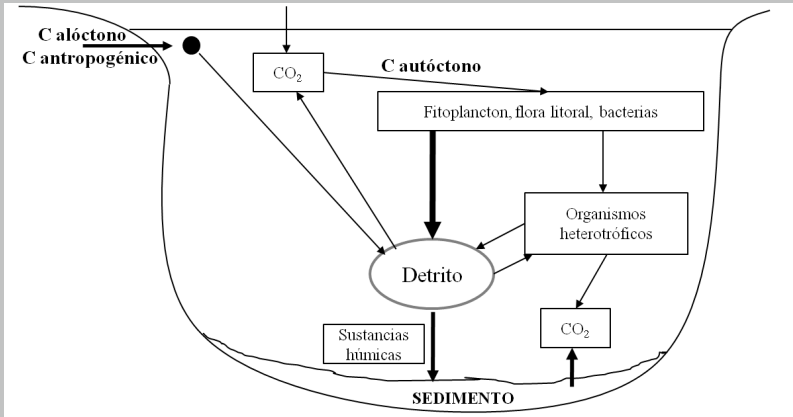 C alóctono
C antropogénico
CO₂
C autóctono
Fitoplancton, flora litoral, bacterias
Organismos
heterotróficos
Detrito
Sustancias
húmicas
CO₂
SEDIMENTO